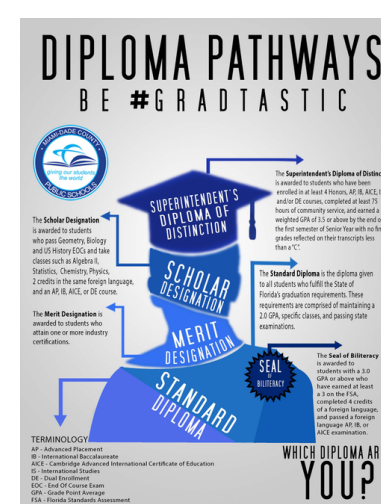 DIPLOMA PATHWAYS
BE #GRADTASTIC
MIAMI-DADE COUNTY
giving our students
the world
PUBLIC SCHOOLS
SUPERINTENDENT'S
DIPLOMA OF
DISTINCTION
The Superintendent's Diploma of Distinc
is awarded to students who have been
enrolled in at least 4 Honors, AP, IB, AICE, I
and/or DE courses, completed at least 75
hours of community service, and earned a
weighted GPA of 3.5 or above by the end o
the first semester of Senior Year with no fin
grades reflected on their transcripts less
than a "C".
The Scholar Designation
is awarded to students
who pass Geometry, Biology
and US History EOCs and take
classes such as Algebra II,
Statistics, Chemistry, Physics,
2 credits in the same foreign language,
and an AP, IB, AICE, or DE course.
SCHOLAR
DESIGNATION
The Standard Diploma is the diploma given
to all students who fulfill the State of
Florida's graduation requirements. These
requirements are comprised of maintaining a
2.0 GPA, specific classes, and passing state
examinations.
The Merit Designation is
awarded to students who
attain one or more industry
certifications.
MERIT
DESIGNATION
SEAL
OF
BILITERACY
The Seal of Biliteracy
is awarded to
students with a 3.0
GPA or above who
have earned at least
a 3 on the FSA,
completed 4 credits
of a foreign language,
and passed a foreign
language AP, IB, or
AICE examination.
STANDARD
DIPLOMA
TERMINOLOGY
AP - Advanced Placement
IB - International Baccalaureate
AICE - Cambridge Advanced International Certificate of Education
IS - International Studies
DE - Dual Enrollment
EOC - End Of Course Exam
GPA - Grade Point Average
FSA - Florida Standards Assessment
WHICH DIPLOMA AR
YOU?